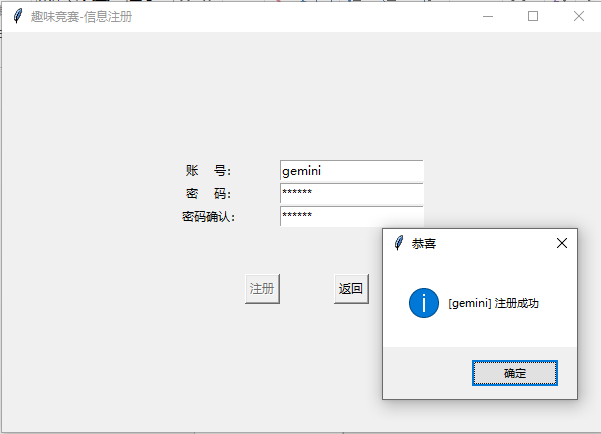 趣味竞赛-信息注册
账 号:
gemini
密 码:
******
密码确认:
******
注册
返回
恭喜
[gemini] 注册成功
确定